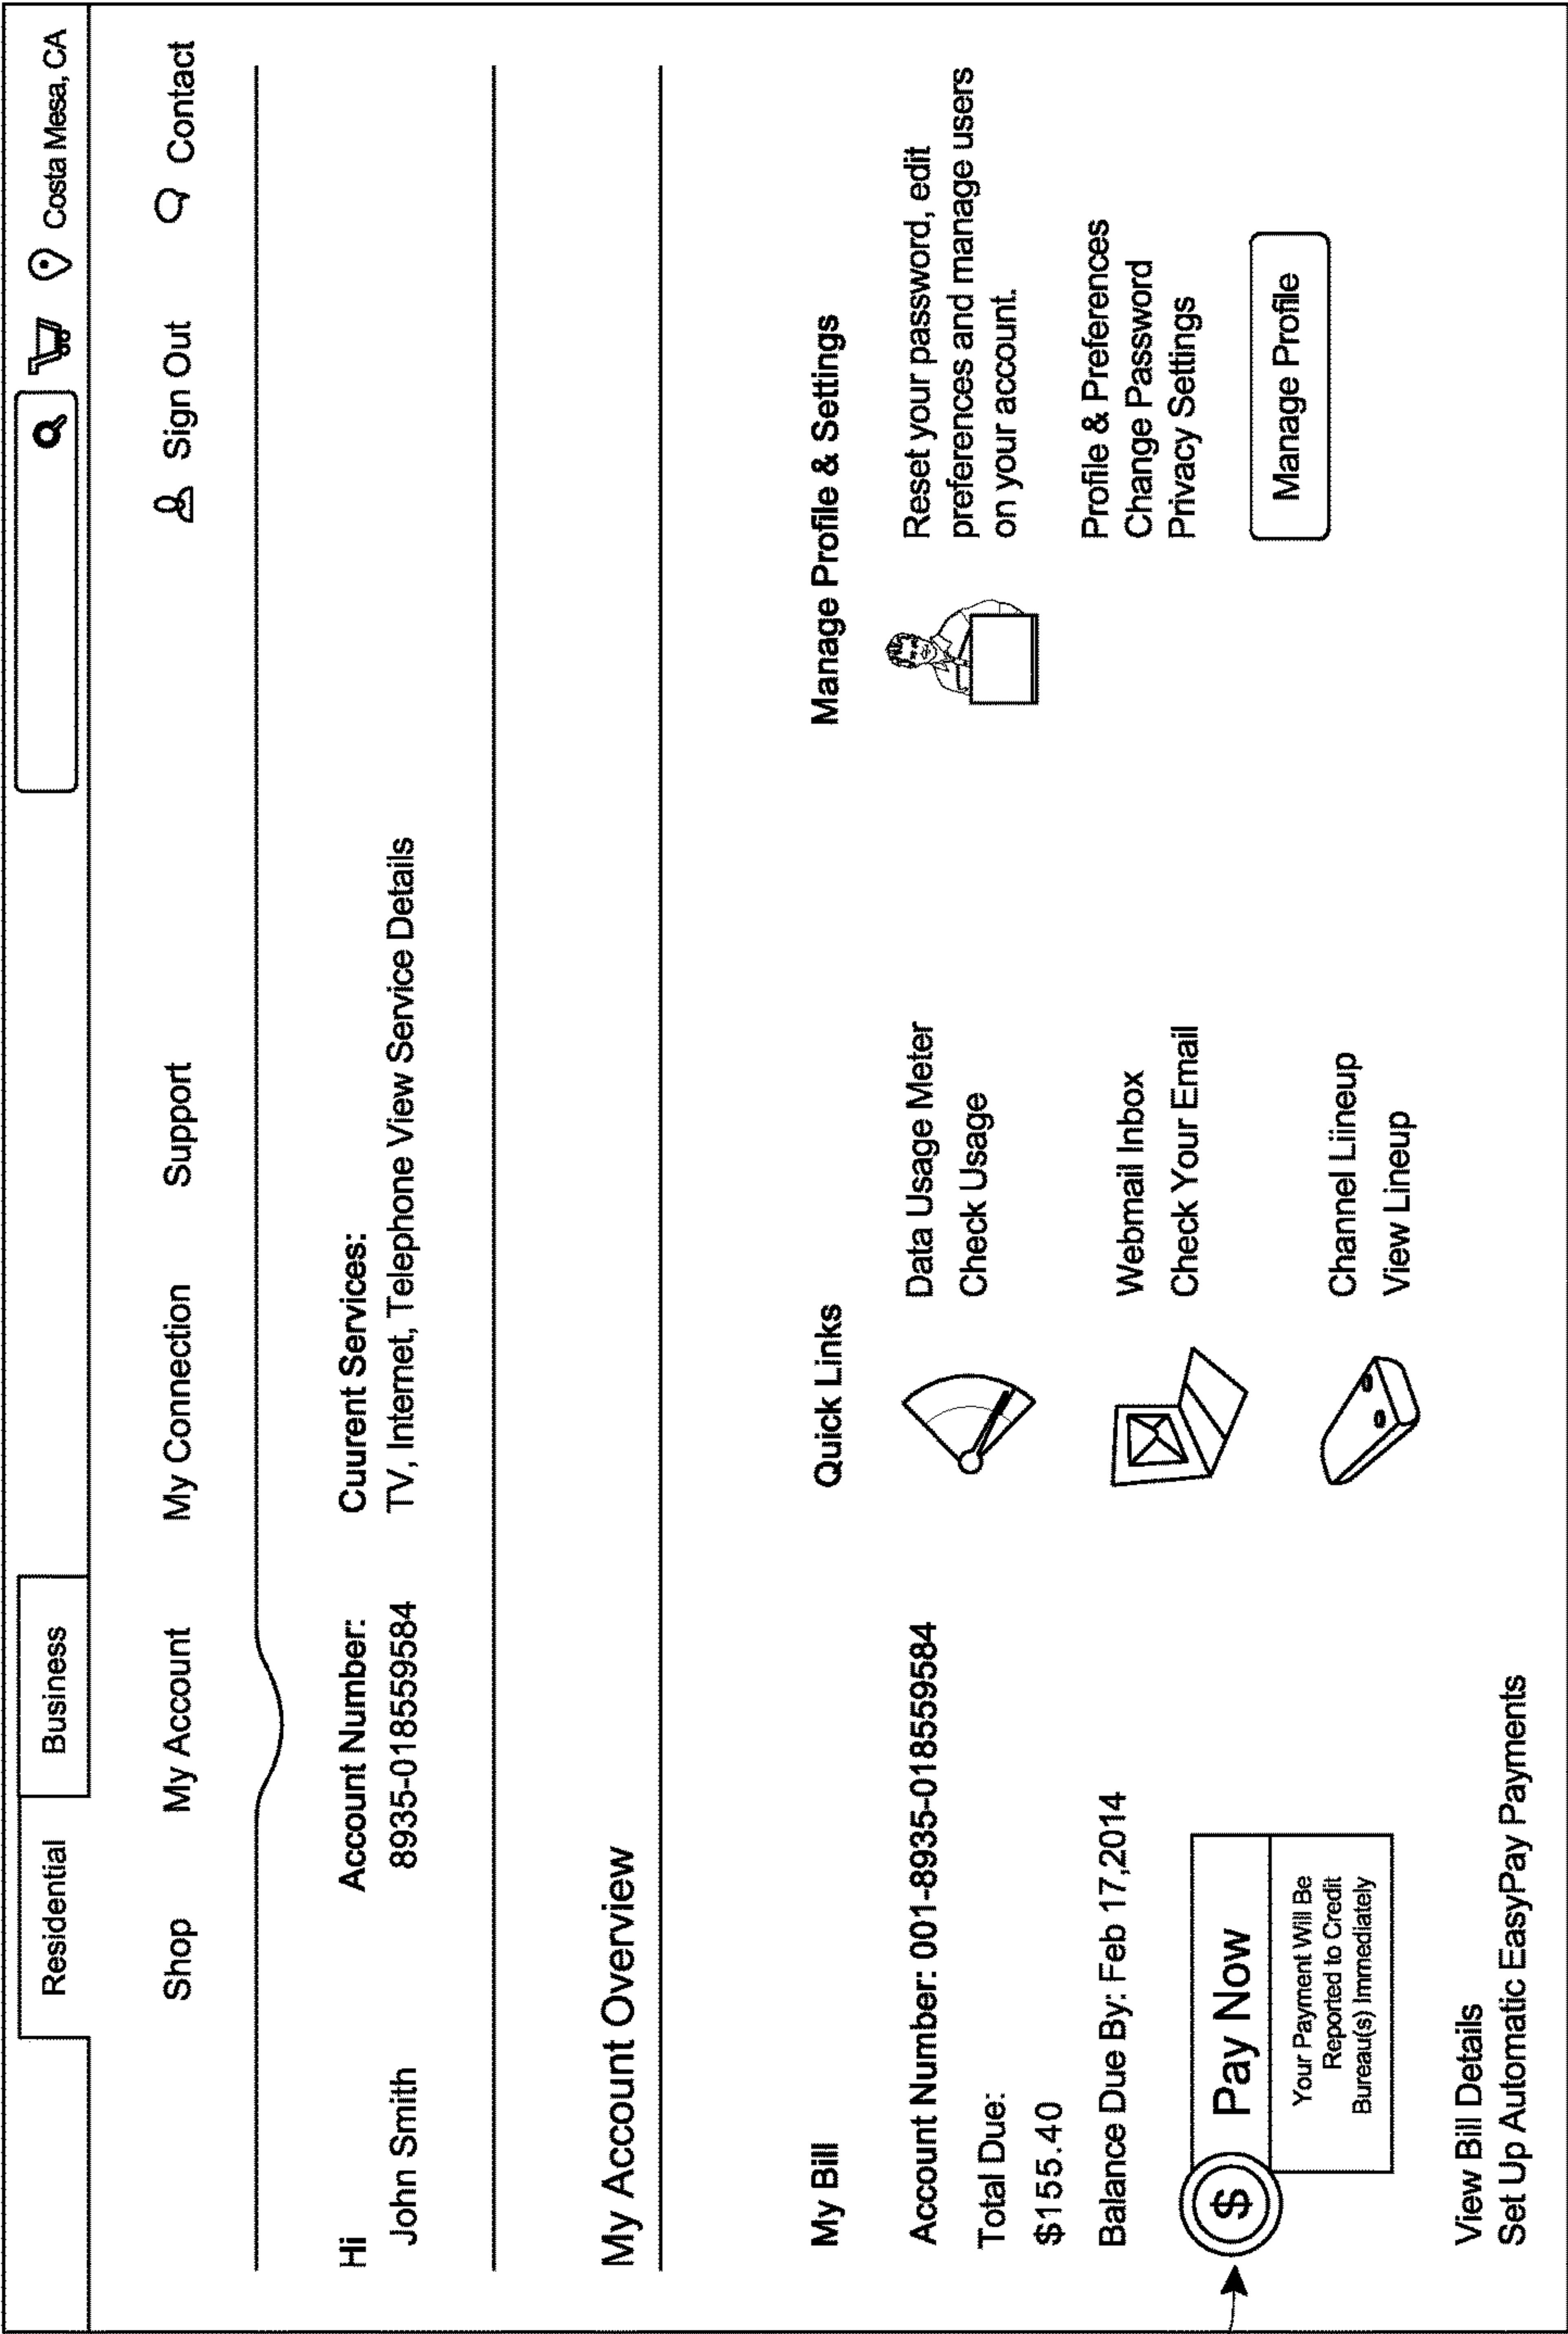 Residential
Business
Costa Mesa, CA
Shop
My Account
My Connection
Support
Sign Out
Contact
Hi
John Smith
Account Number:
8935-018559584
Cuurent Services:
TV, Internet, Telephone View Service Details
My Account Overview
My Bill
Account Number: 001-8935-018559584
Total Due:
$155.40
Balance Due By: Feb 17,2014
$ Pay Now
Your Payment Will Be
Reported to Credit
Bureau(s) Immediately
View Bill Details
Set Up Automatic EasyPay Payments
Quick Links
Data Usage Meter
Check Usage
Webmail Inbox
Check Your Email
Channel Liineup
View Lineup
Manage Profile & Settings
Reset your password, edit
preferences and manage users
on your account.
Profile & Preferences
Change Password
Privacy Settings
Manage Profile